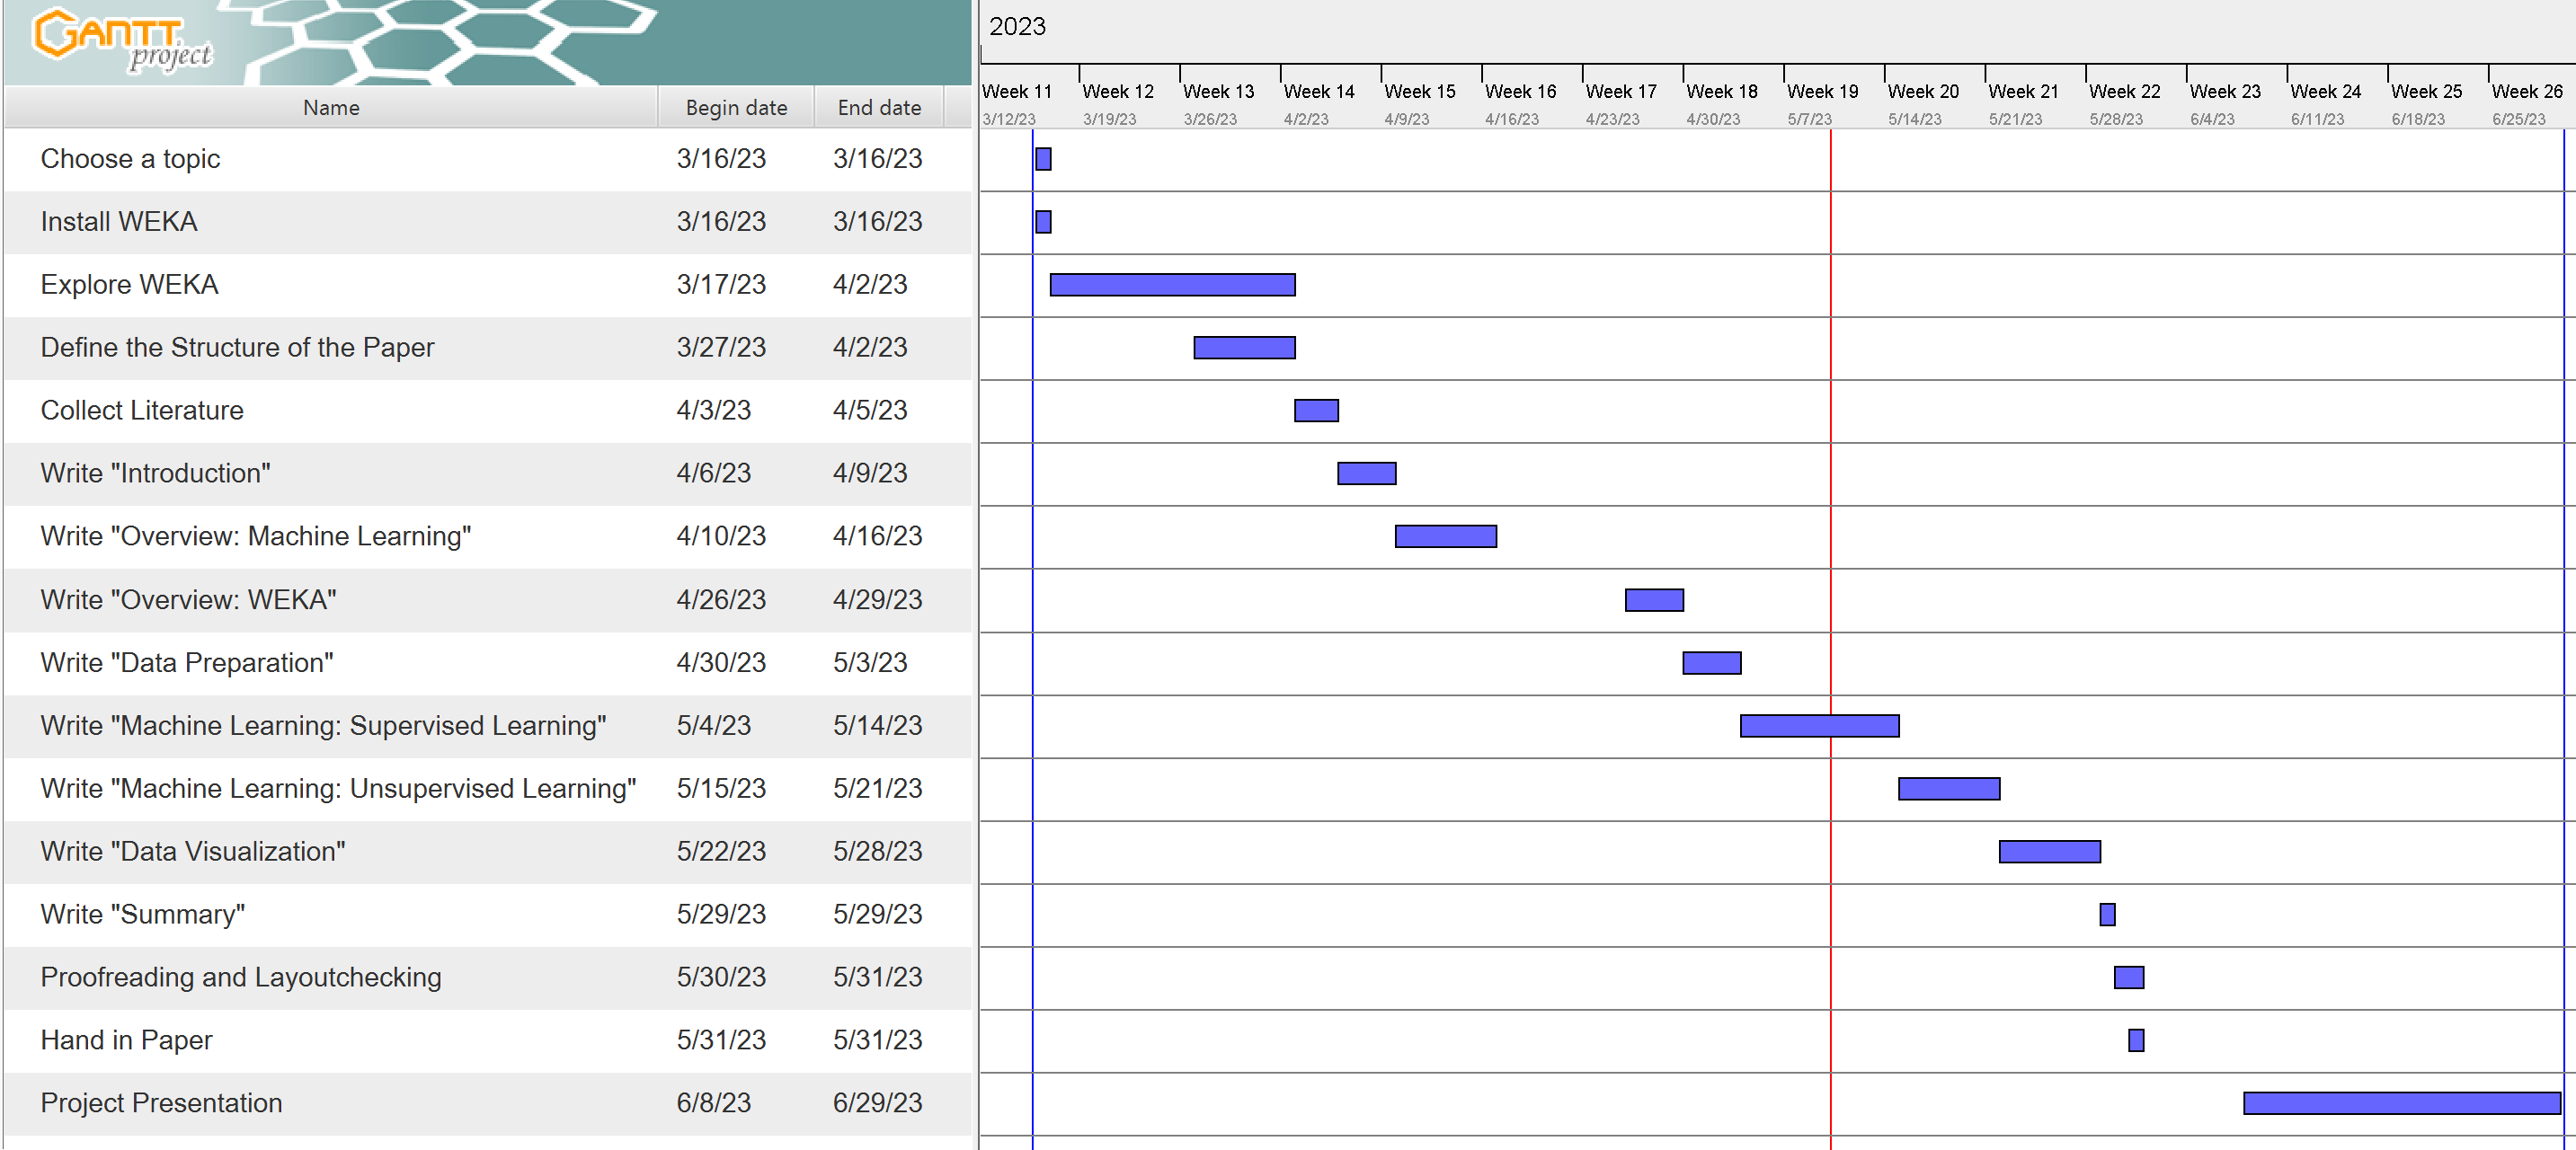 GANTT
project
2023
Week 11 Week 12 Week 13 Week 14 Week 15 Week 16 Week 17 Week 18 Week 19 Week 20 Week 21 Week 22 Week 23 Week 24 Week 25 Week 26
Name Begin date End date
3/12/23 3/19/23 3/26/23 4/2/23 4/9/23 4/16/23 4/23/23 4/30/23 5/7/23 5/14/23 5/21/23 5/28/23 6/4/23 6/11/23 6/18/23 6/25/23
Choose a topic 3/16/23 3/16/23
Install WEKA 3/16/23 3/16/23
Explore WEKA 3/17/23 4/2/23
Define the Structure of the Paper 3/27/23 4/2/23
Collect Literature 4/3/23 4/5/23
Write "Introduction" 4/6/23 4/9/23
Write "Overview: Machine Learning" 4/10/23 4/16/23
Write "Overview: WEKA" 4/26/23 4/29/23
Write "Data Preparation" 4/30/23 5/3/23
Write "Machine Learning: Supervised Learning" 5/4/23 5/14/23
Write "Machine Learning: Unsupervised Learning" 5/15/23 5/21/23
Write "Data Visualization" 5/22/23 5/28/23
Write "Summary" 5/29/23 5/29/23
Proofreading and Layoutchecking 5/30/23 5/31/23
Hand in Paper 5/31/23 5/31/23
Project Presentation 6/8/23 6/29/23